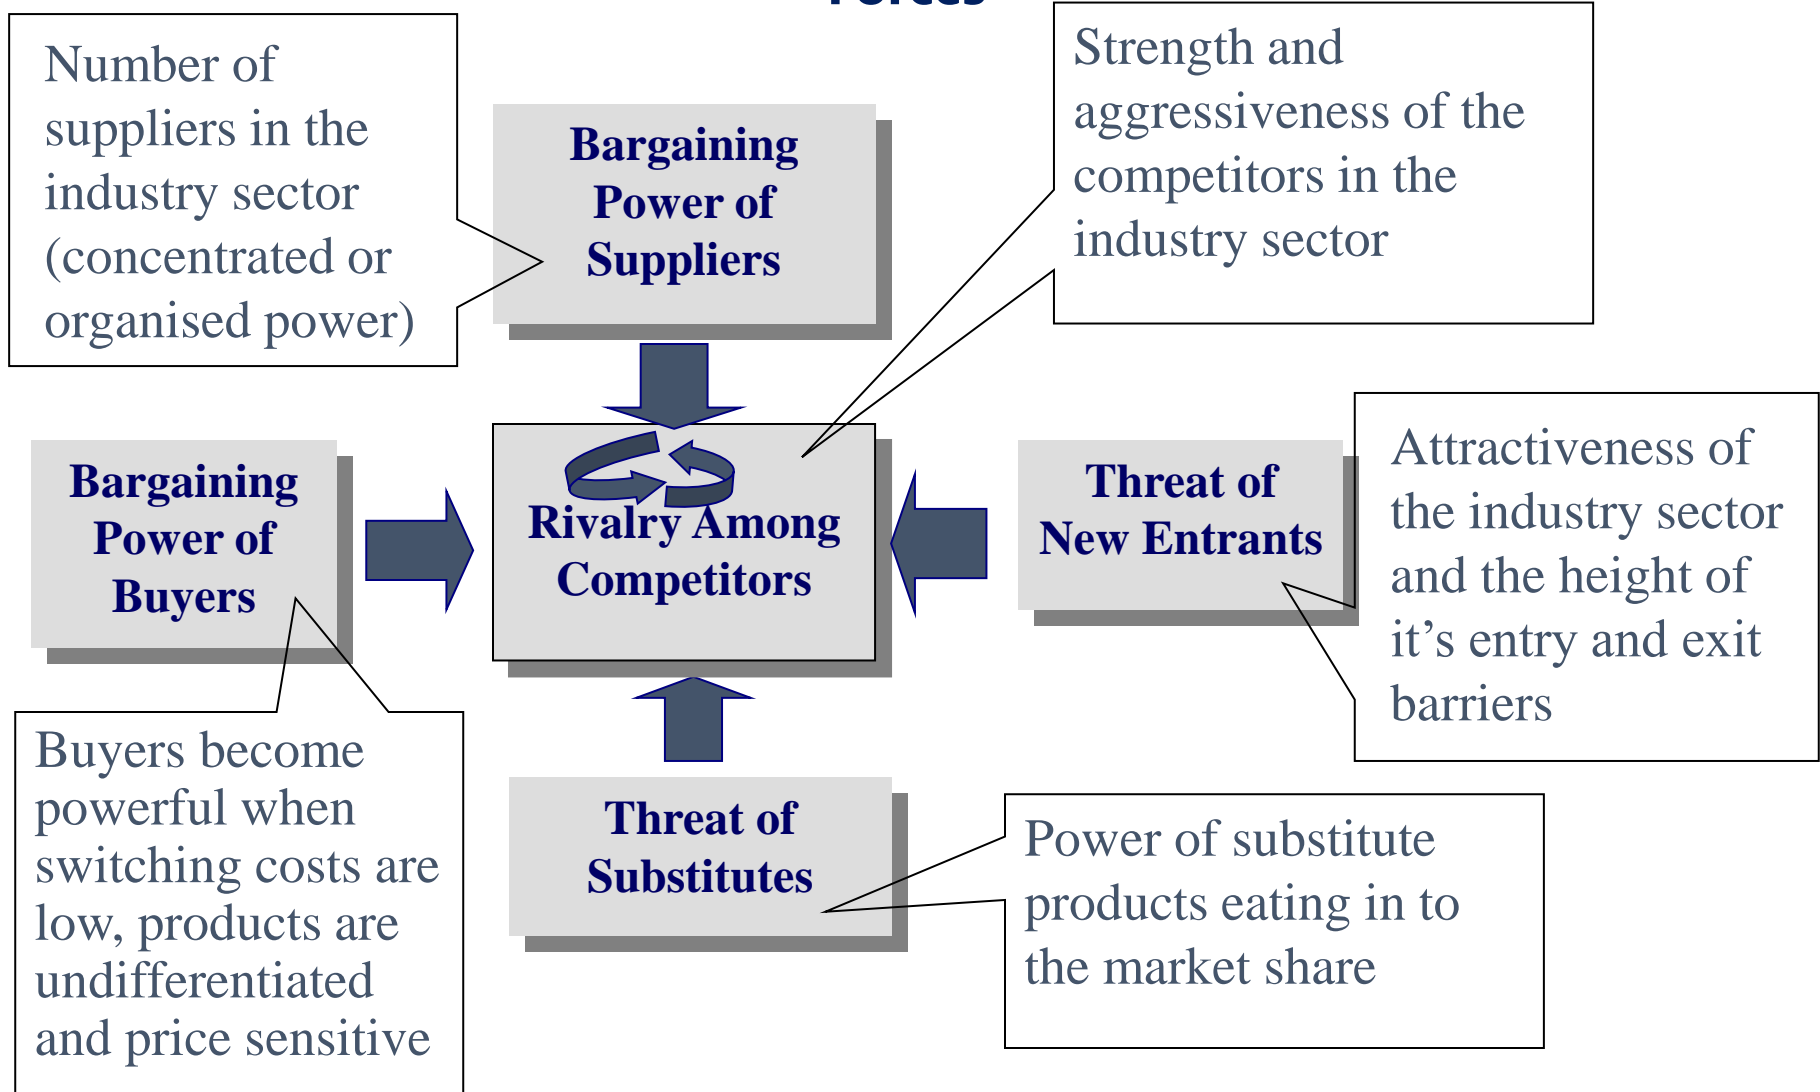 Forces
Number of
suppliers in the
industry sector
(concentrated or
organised power)
Bargaining
Power of
Suppliers
Strength and
aggressiveness of the
competitors in the
industry sector
Bargaining
Power of
Buyers
Rivalry Among
Competitors
Threat of
New Entrants
Attractiveness of
the industry sector
and the height of
it’s entry and exit
barriers
Buyers become
powerful when
switching costs are
low, products are
undifferentiated
and price sensitive
Threat of
Substitutes
Power of substitute
products eating in to
the market share